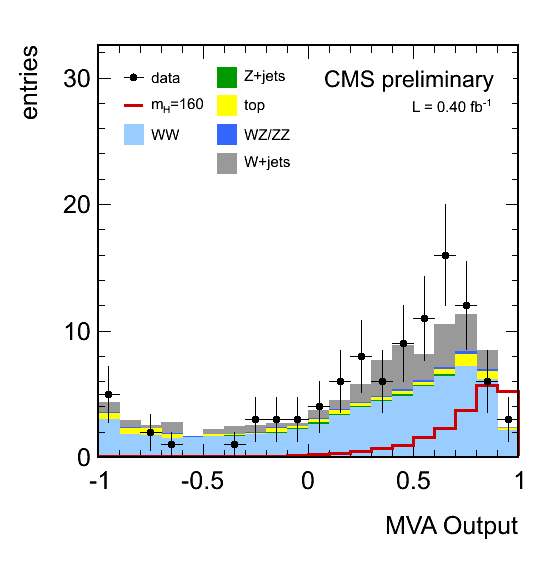 entries
30
20
10
0
data
m_H=160
WW
Z+jets
top
WZ/ZZ
W+jets
CMS preliminary
L = 0.40 fb⁻¹
-1
-0.5
0
0.5
1
MVA Output